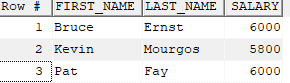 Row # FIRST_NAME LAST_NAME SALARY
1 Bruce Ernst 6000
2 Kevin Mourgos 5800
3 Pat Fay 6000